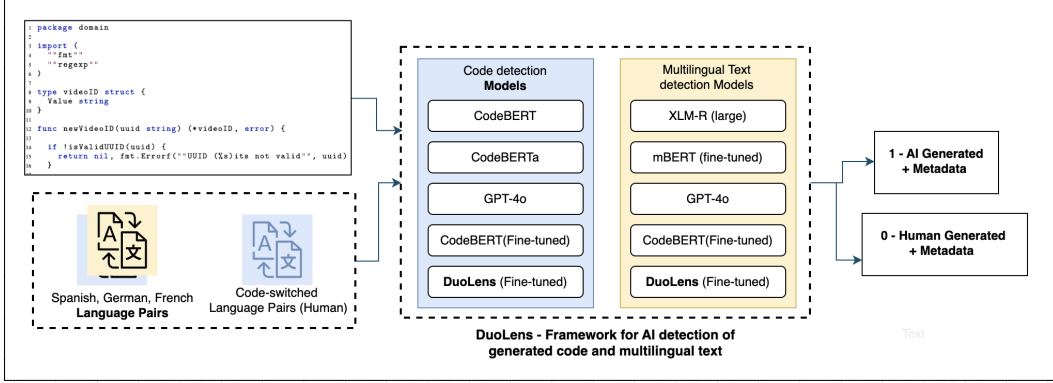 1 package domain
2
3 import (
4 ""fmt""
5 ""regexp""
6 )
7
8 type videoID struct {
9 Value string
10 }
11
12 func newVideoID(uuid string) (*videoID, error) {
13
14 if !isValidUUID(uuid) {
15 return nil, fmt.Errorf(""UUID (%s)its not valid"", uuid)
16 }
Spanish, German, French
Language Pairs
Code-switched
Language Pairs (Human)
Code detection
Models
CodeBERT
CodeBERTa
GPT-4o
CodeBERT(Fine-tuned)
DuoLens (Fine-tuned)
Multilingual Text
detection Models
XLM-R (large)
mBERT (fine-tuned)
GPT-4o
CodeBERT(Fine-tuned)
DuoLens (Fine-tuned)
DuoLens - Framework for AI detection of
generated code and multilingual text
1 - AI Generated
+ Metadata
0 - Human Generated
+ Metadata
Text